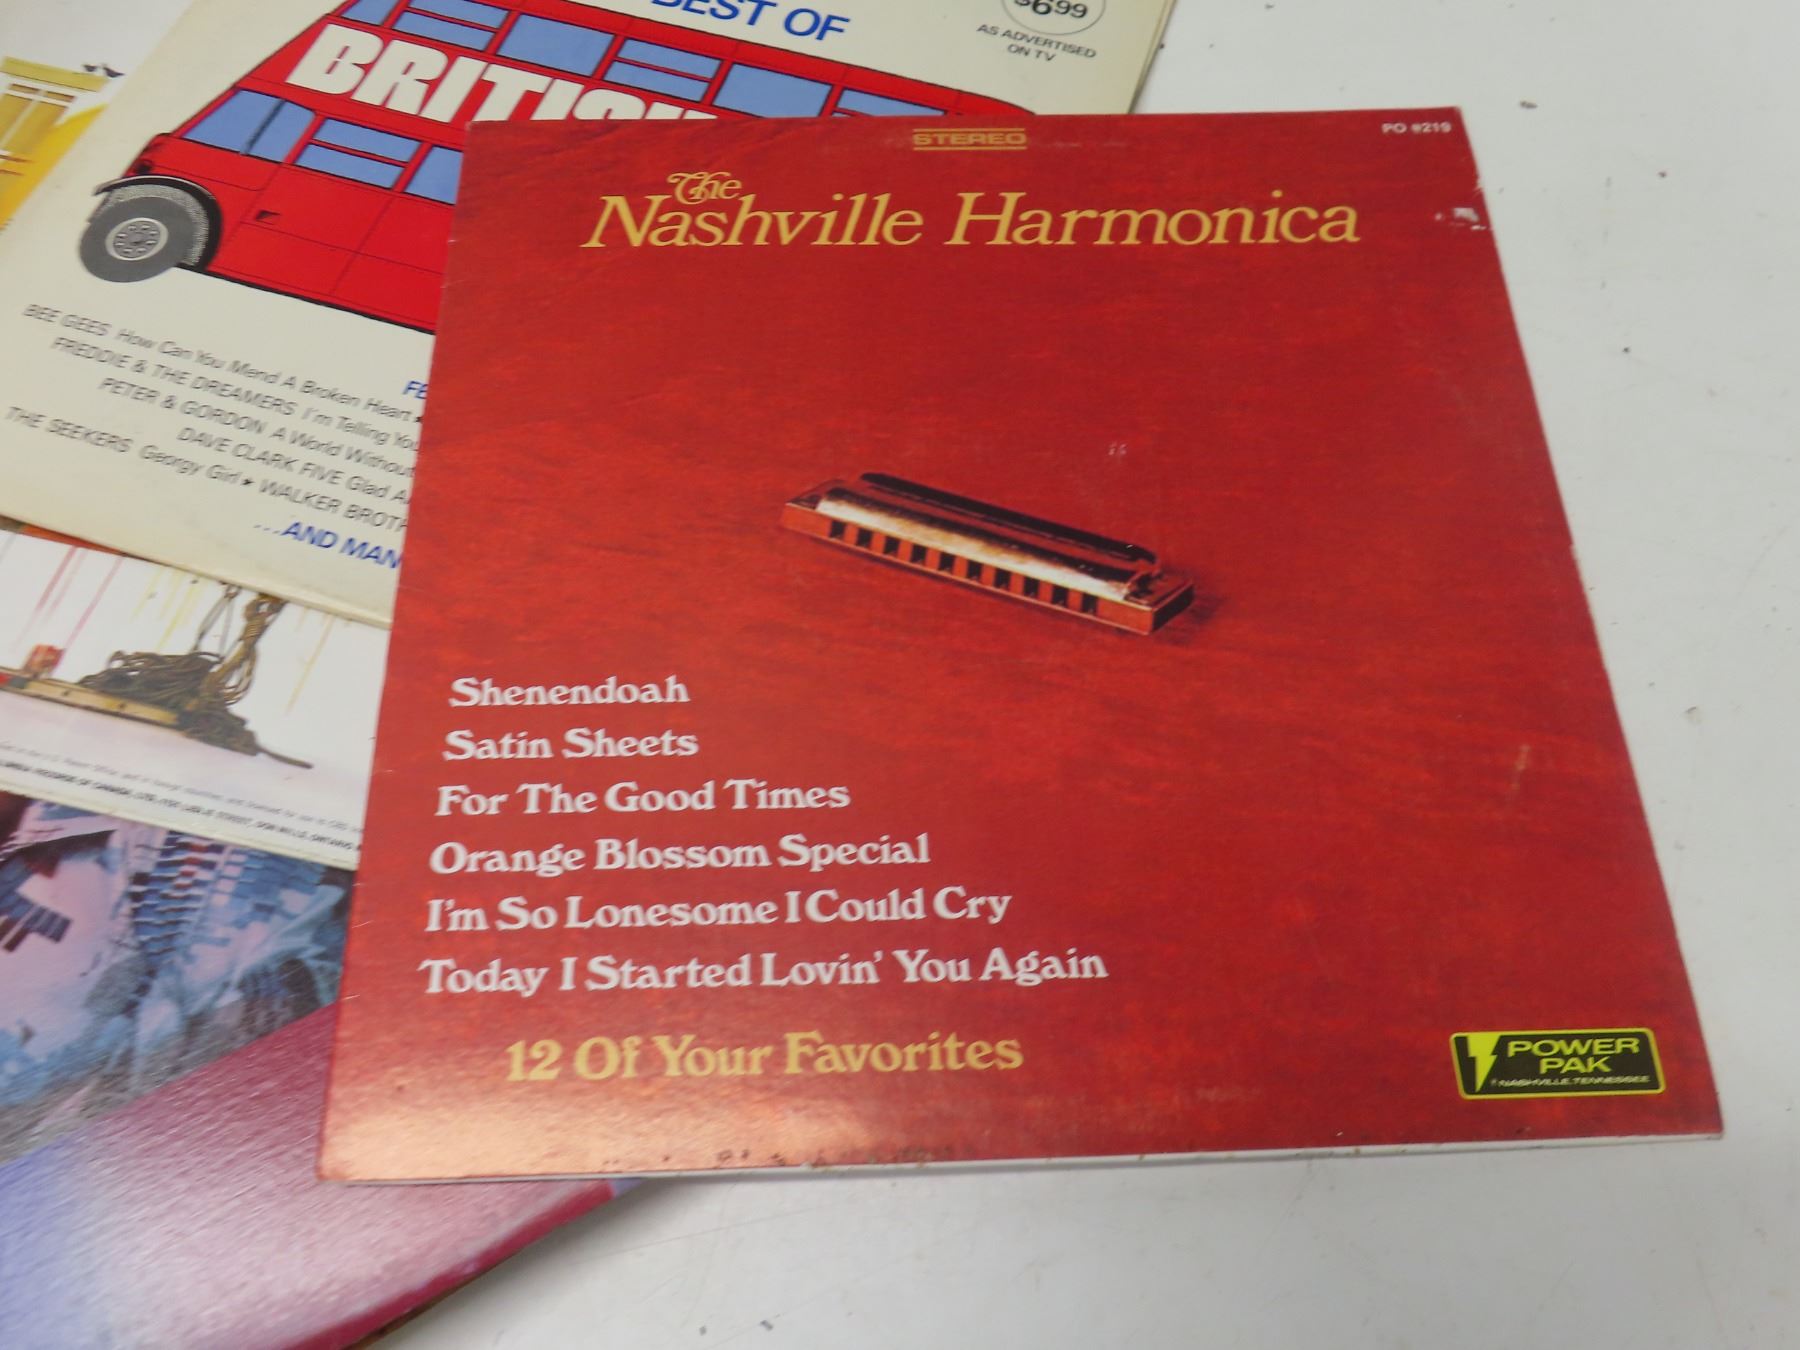 BEST OF
BRITISH
$6.99
AS ADVERTISED
ON TV
BEE GEES How Can You Mend A Broken Heart
FREDDIE & THE DREAMERS I'm Telling You
PETER & GORDON A World Without
DAVE CLARK FIVE Glad A
THE SEEKERS Georgy Girl ★ WALKER BROTH
...AND MAN
STEREO
PO #219
The
Nashville Harmonica
Shenendoah
Satin Sheets
For The Good Times
Orange Blossom Special
I'm So Lonesome I Could Cry
Today I Started Lovin' You Again
12 Of Your Favorites
POWER
PAK
NASHVILLE, TENNESSEE